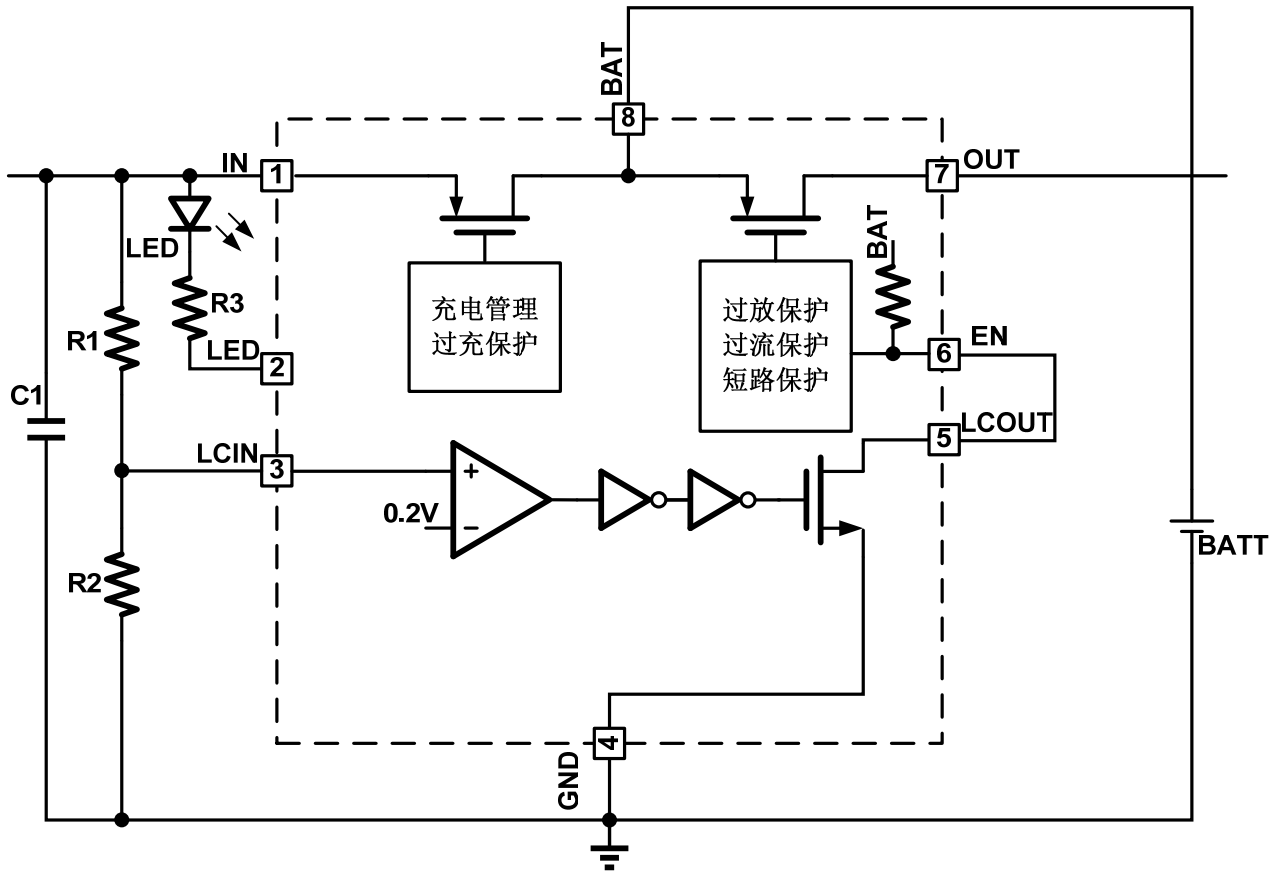 BAT
8
IN
1
7
OUT
LED
BAT
R3
充电管理
过充保护
过放保护
过流保护
短路保护
R1
LED
2
6
EN
C1
LCIN
3
5
LCOUT
+
0.2V
−
BATT
R2
4
GND